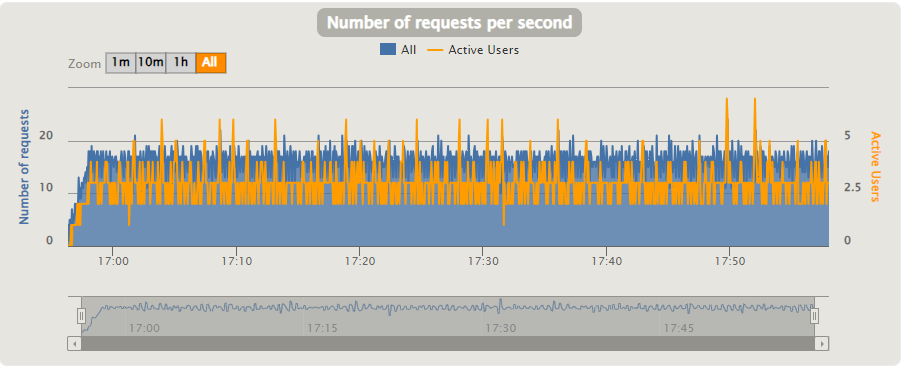 Number of requests per second
All Active Users
Zoom 1m 10m 1h All
Number of requests
20
10
0
5
2.5
0
Active Users
17:00 17:10 17:20 17:30 17:40 17:50
17:00 17:15 17:30 17:45